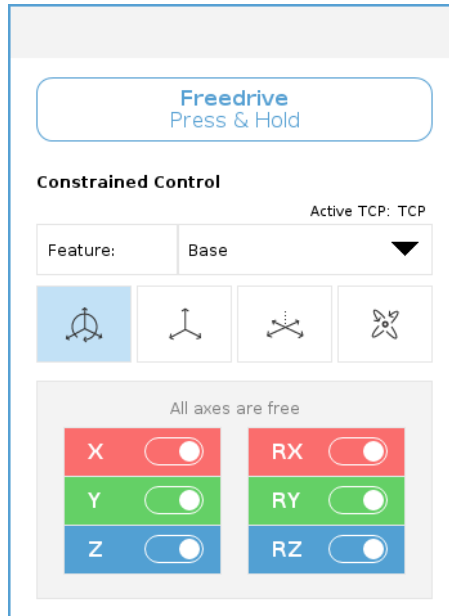 Freedrive
Press & Hold
Constrained Control
Active TCP: TCP
Feature: Base
All axes are free
X RX
Y RY
Z RZ